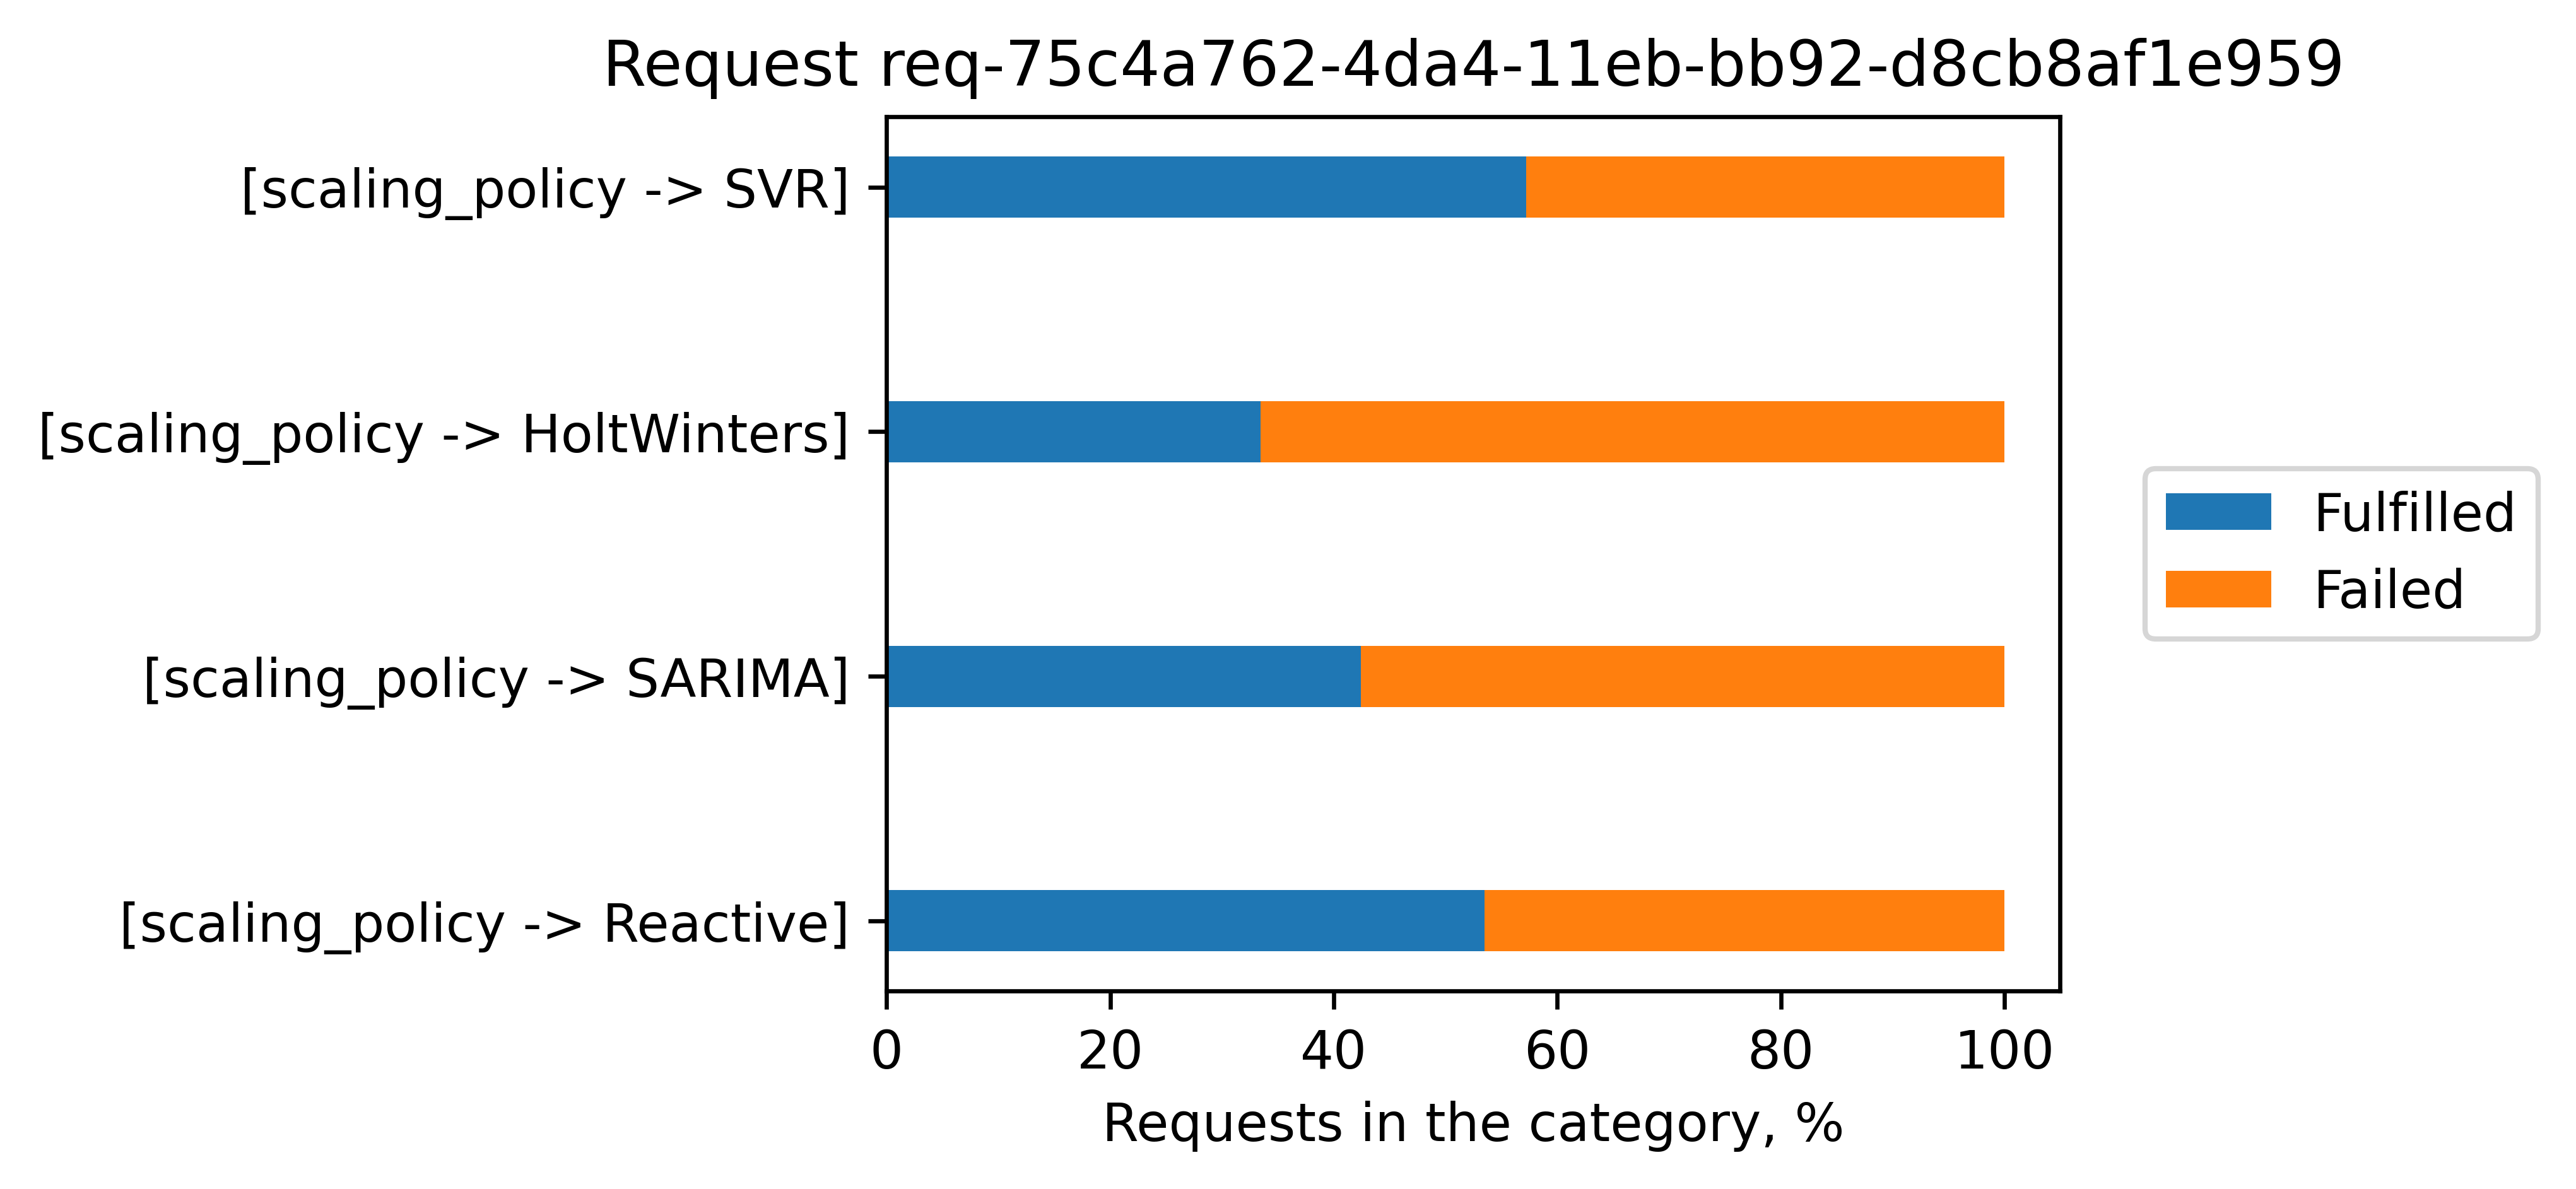 Request req-75c4a762-4da4-11eb-bb92-d8cb8af1e959
[scaling_policy -> SVR]
[scaling_policy -> HoltWinters]
[scaling_policy -> SARIMA]
[scaling_policy -> Reactive]
0 20 40 60 80 100
Requests in the category, %
Fulfilled
Failed